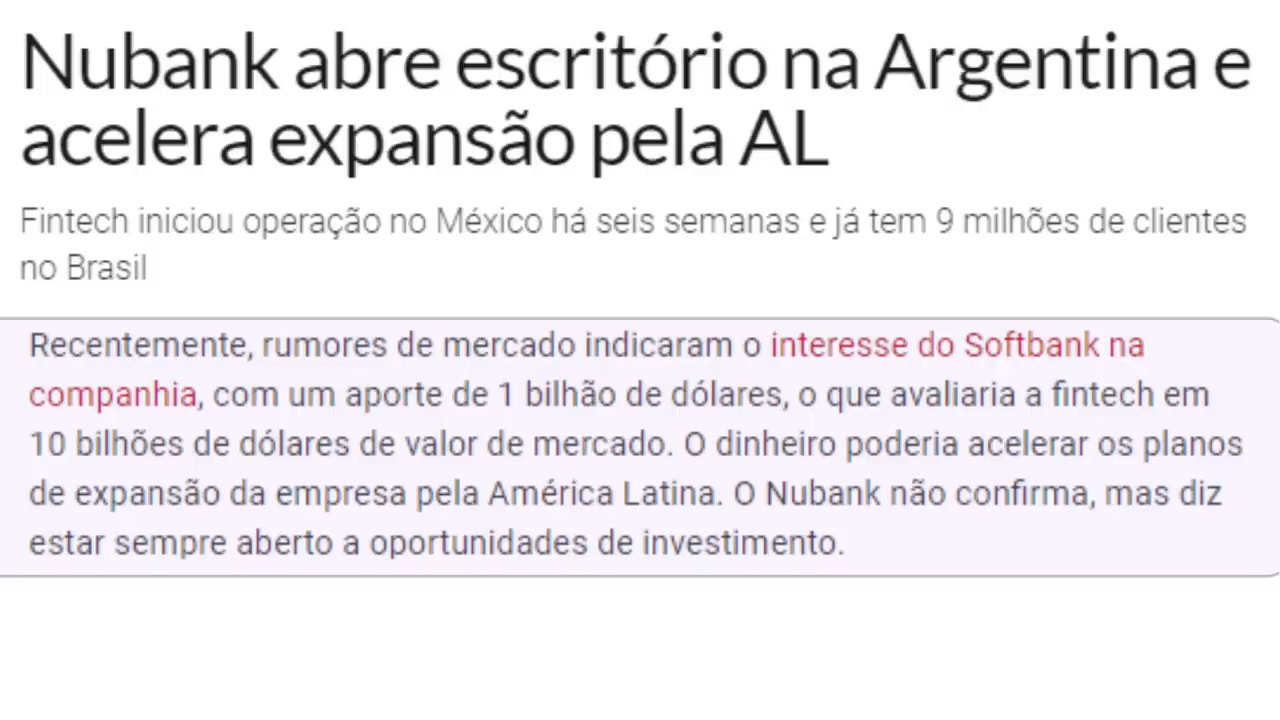 Nubank abre escritório na Argentina e
acelera expansão pela AL
Fintech iniciou operação no México há seis semanas e já tem 9 milhões de clientes
no Brasil
Recentemente, rumores de mercado indicaram o interesse do Softbank na
companhia, com um aporte de 1 bilhão de dólares, o que avaliaria a fintech em
10 bilhões de dólares de valor de mercado. O dinheiro poderia acelerar os planos
de expansão da empresa pela América Latina. O Nubank não confirma, mas diz
estar sempre aberto a oportunidades de investimento.